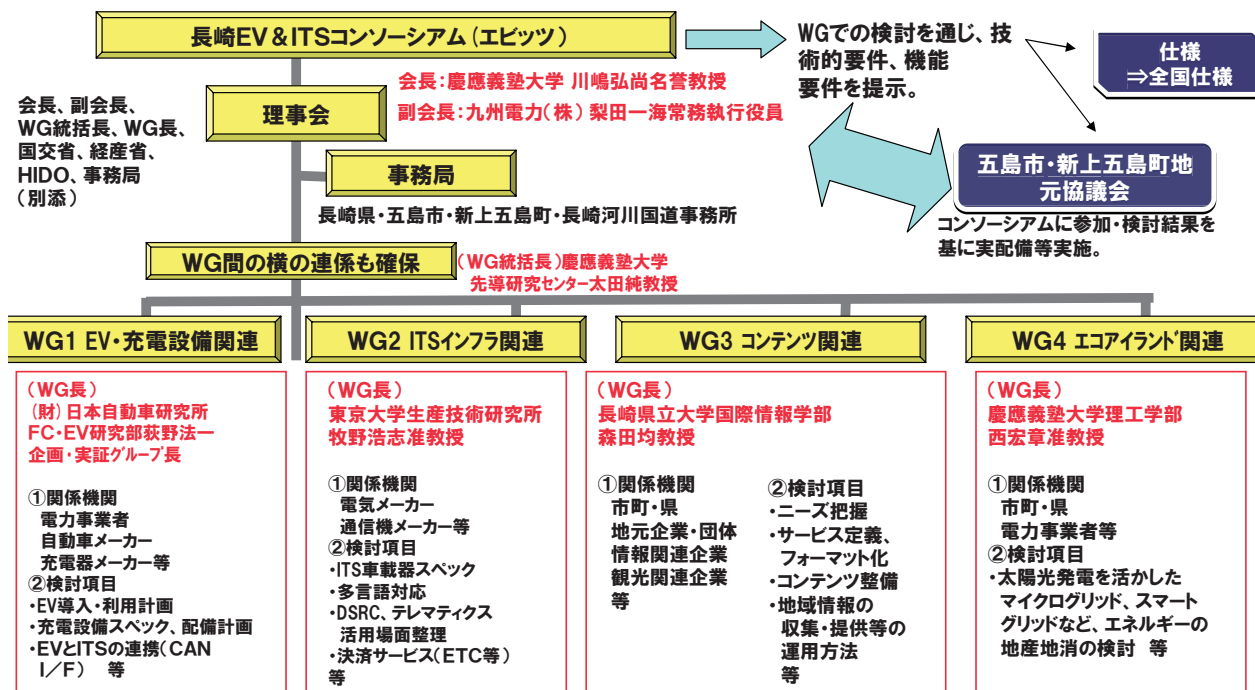 長崎EV&ITSコンソーシアム(エビッツ)
WGでの検討を通じ、技
術的要件、機能
要件を提示。
仕様
⇒全国仕様
会長:慶應義塾大学 川嶋弘尚名誉教授
副会長:九州電力(株) 梨田一海常務執行役員
理事会
会長、副会長、
WG統括長、WG長、
国交省、経産省、
HIDO、事務局
(別添)
事務局
長崎県・五島市・新上五島町・長崎河川国道事務所
五島市・新上五島町地
元協議会
コンソーシアムに参加・検討結果を
基に実配備等実施。
WG間の横の連係も確保
(WG統括長)慶應義塾大学
先導研究センター太田純教授
WG1 EV・充電設備関連
(WG長)
(財)日本自動車研究所
FC・EV研究部荻野法一
企画・実証グループ長
①関係機関
電力事業者
自動車メーカー
充電器メーカー等
②検討項目
・EV導入・利用計画
・充電設備スペック、配備計画
・EVとITSの連携(CAN
I/F) 等
WG2 ITSインフラ関連
(WG長)
東京大学生産技術研究所
牧野浩志准教授
①関係機関
電気メーカー
通信機メーカー等
②検討項目
・ITS車載器スペック
・多言語対応
・DSRC、テレマティクス
活用場面整理
・決済サービス(ETC等)
等
WG3 コンテンツ関連
(WG長)
長崎県立大学国際情報学部
森田均教授
①関係機関
市町・県
地元企業・団体
情報関連企業
観光関連企業
等
②検討項目
・ニーズ把握
・サービス定義、
フォーマット化
・コンテンツ整備
・地域情報の
収集・提供等の
運用方法
等
WG4 エコアイランド関連
(WG長)
慶應義塾大学理工学部
西宏章准教授
①関係機関
市町・県
電力事業者等
②検討項目
・太陽光発電を活かした
マイクログリッド、スマート
グリッドなど、エネルギーの
地産地消の検討 等